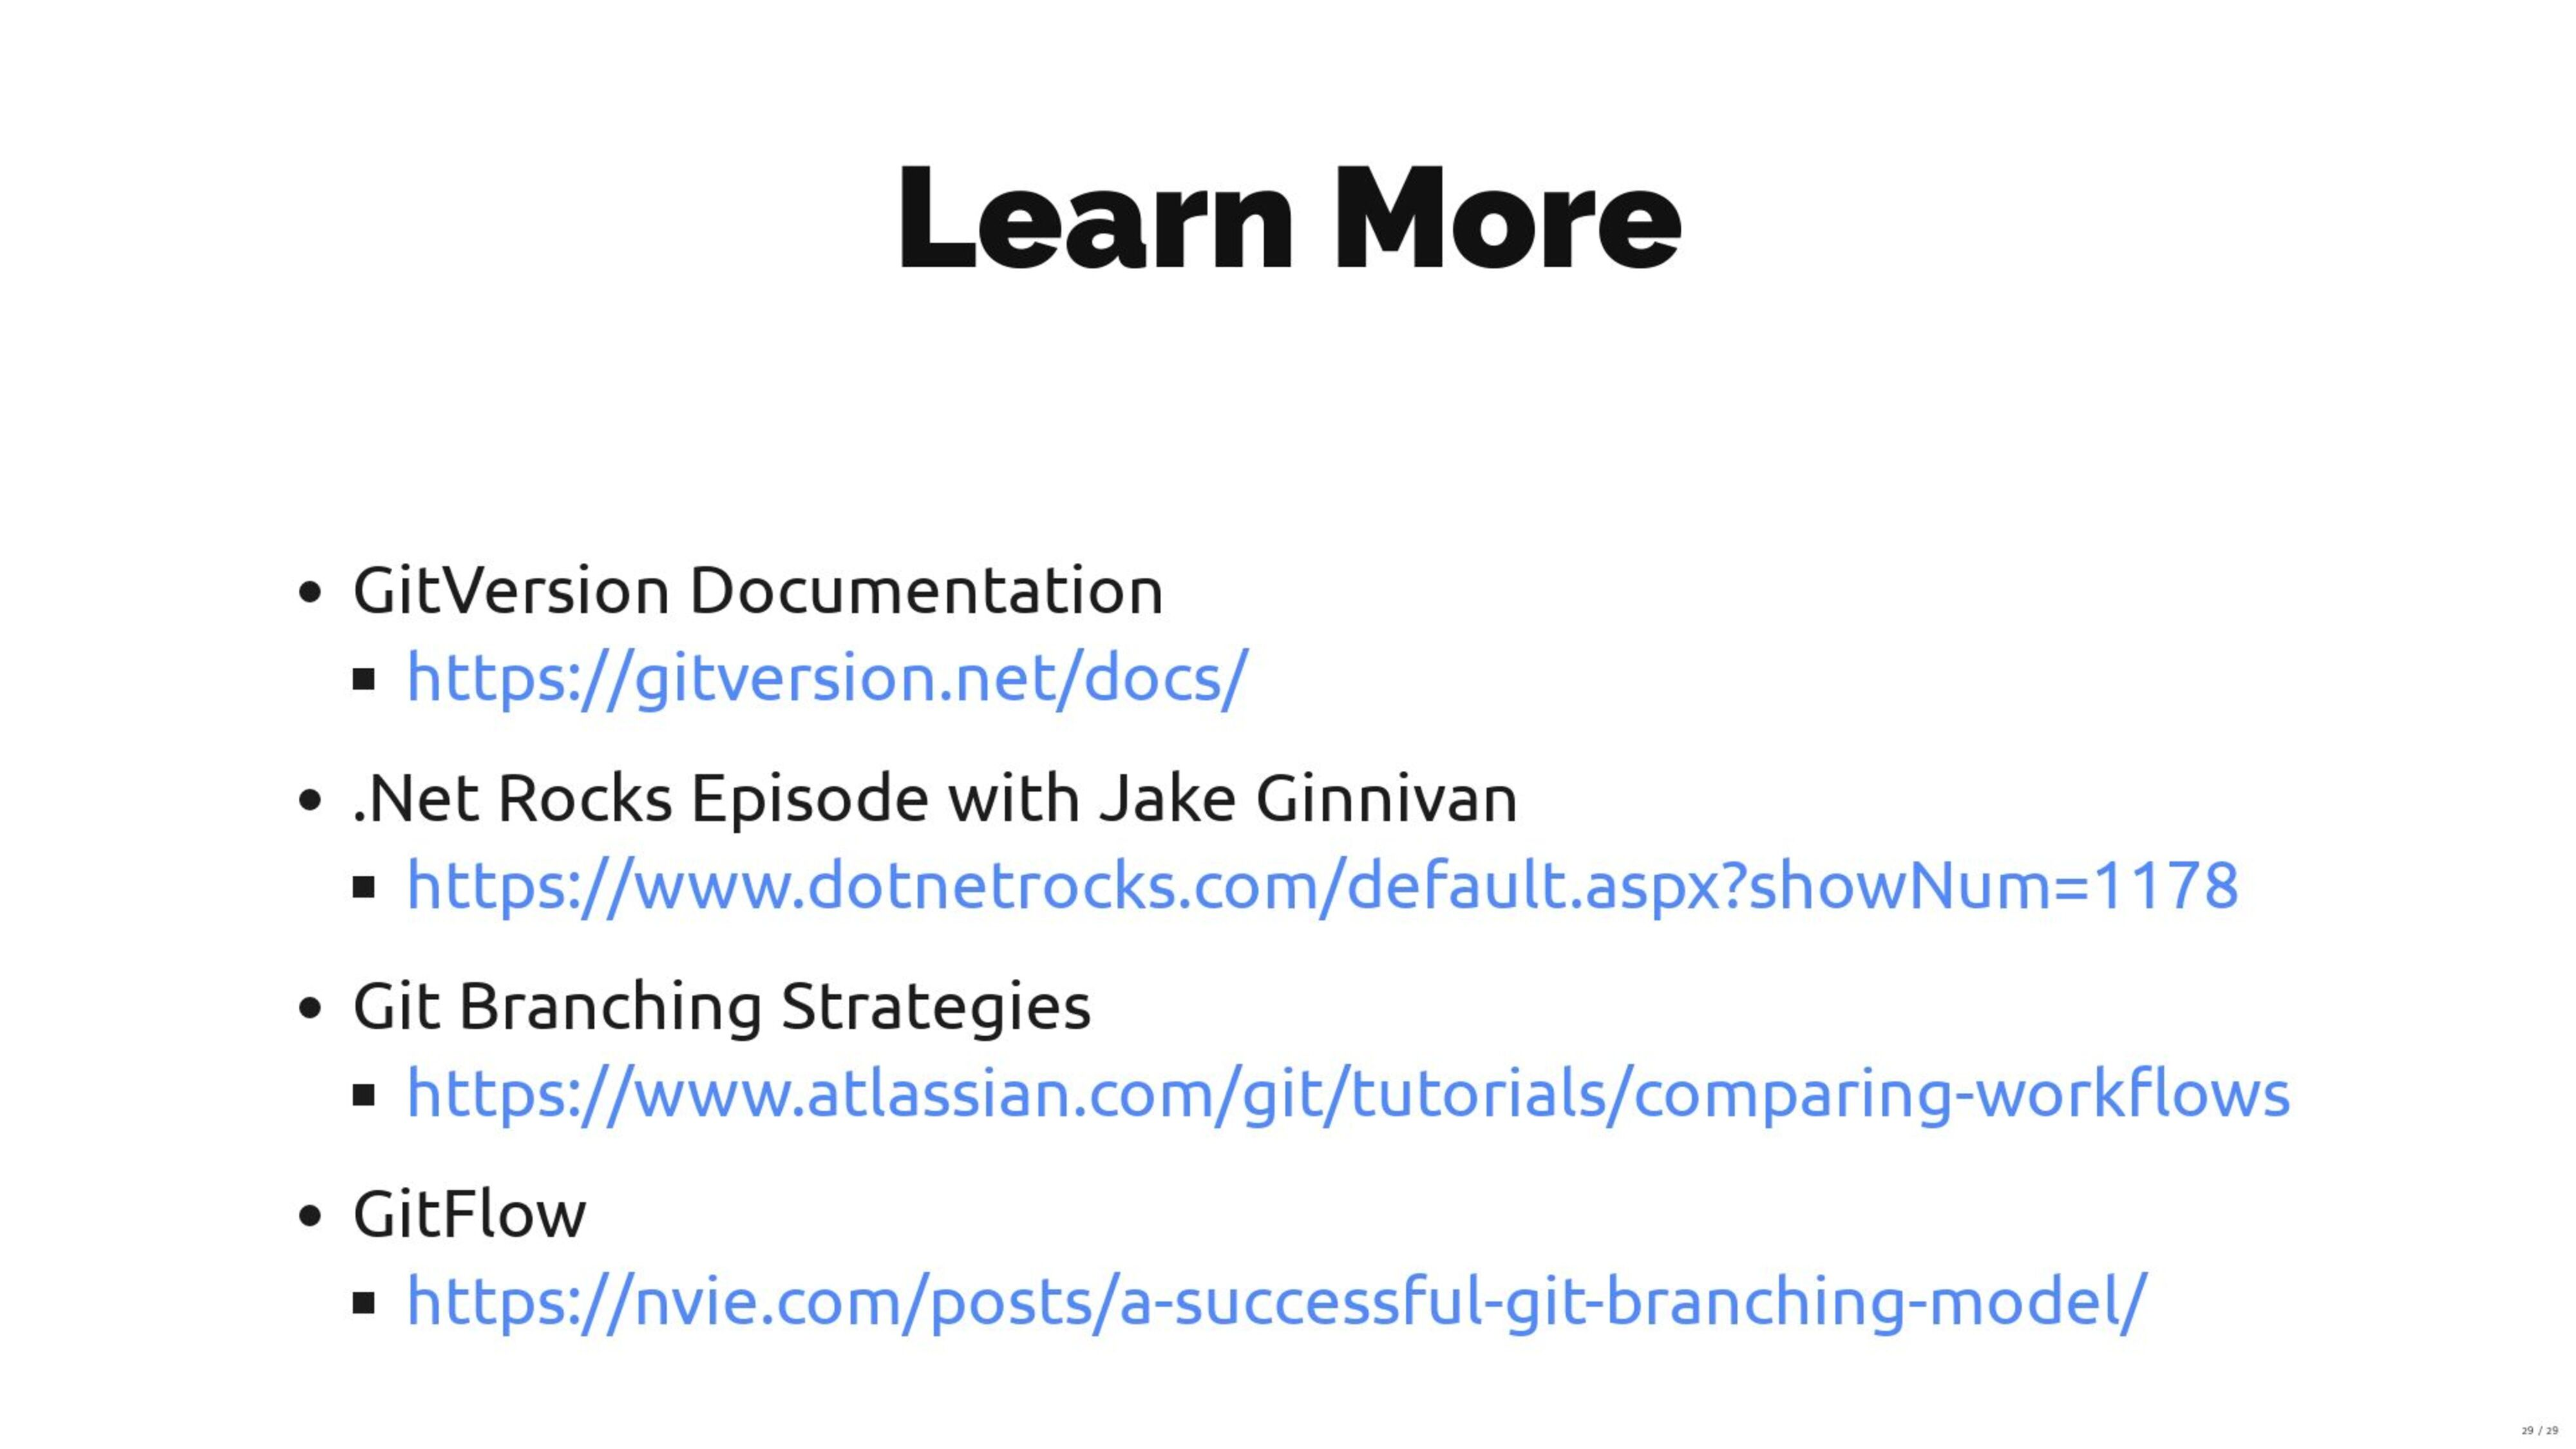 Learn More
• GitVersion Documentation
▪ https://gitversion.net/docs/
• .Net Rocks Episode with Jake Ginnivan
▪ https://www.dotnetrocks.com/default.aspx?showNum=1178
• Git Branching Strategies
▪ https://www.atlassian.com/git/tutorials/comparing-workflows
• GitFlow
▪ https://nvie.com/posts/a-successful-git-branching-model/
29 / 29